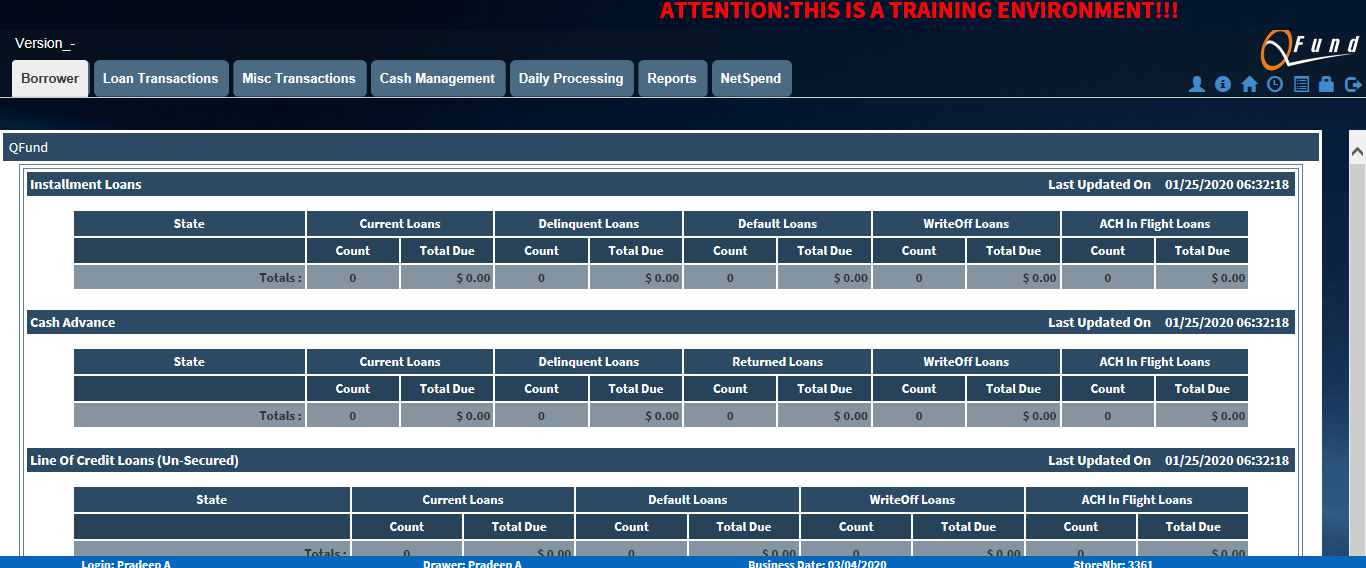 ATTENTION:THIS IS A TRAINING ENVIRONMENT!!!
Version_-
QFund
Borrower Loan Transactions Misc Transactions Cash Management Daily Processing Reports NetSpend
QFund
Installment Loans Last Updated On 01/25/2020 06:32:18
State Current Loans Delinquent Loans Default Loans WriteOff Loans ACH In Flight Loans
Count Total Due Count Total Due Count Total Due Count Total Due Count Total Due
Totals : 0 $ 0.00 0 $ 0.00 0 $ 0.00 0 $ 0.00 0 $ 0.00
Cash Advance Last Updated On 01/25/2020 06:32:18
State Current Loans Delinquent Loans Returned Loans WriteOff Loans ACH In Flight Loans
Count Total Due Count Total Due Count Total Due Count Total Due Count Total Due
Totals : 0 $ 0.00 0 $ 0.00 0 $ 0.00 0 $ 0.00 0 $ 0.00
Line Of Credit Loans (Un-Secured) Last Updated On 01/25/2020 06:32:18
State Current Loans Default Loans WriteOff Loans ACH In Flight Loans
Count Total Due Count Total Due Count Total Due Count Total Due
Totals : 0 $ 0.00 0 $ 0.00 0 $ 0.00 0 $ 0.00
Login: Pradeep A Drawer: Pradeep A Business Date: 03/04/2020 StoreNbr: 3361